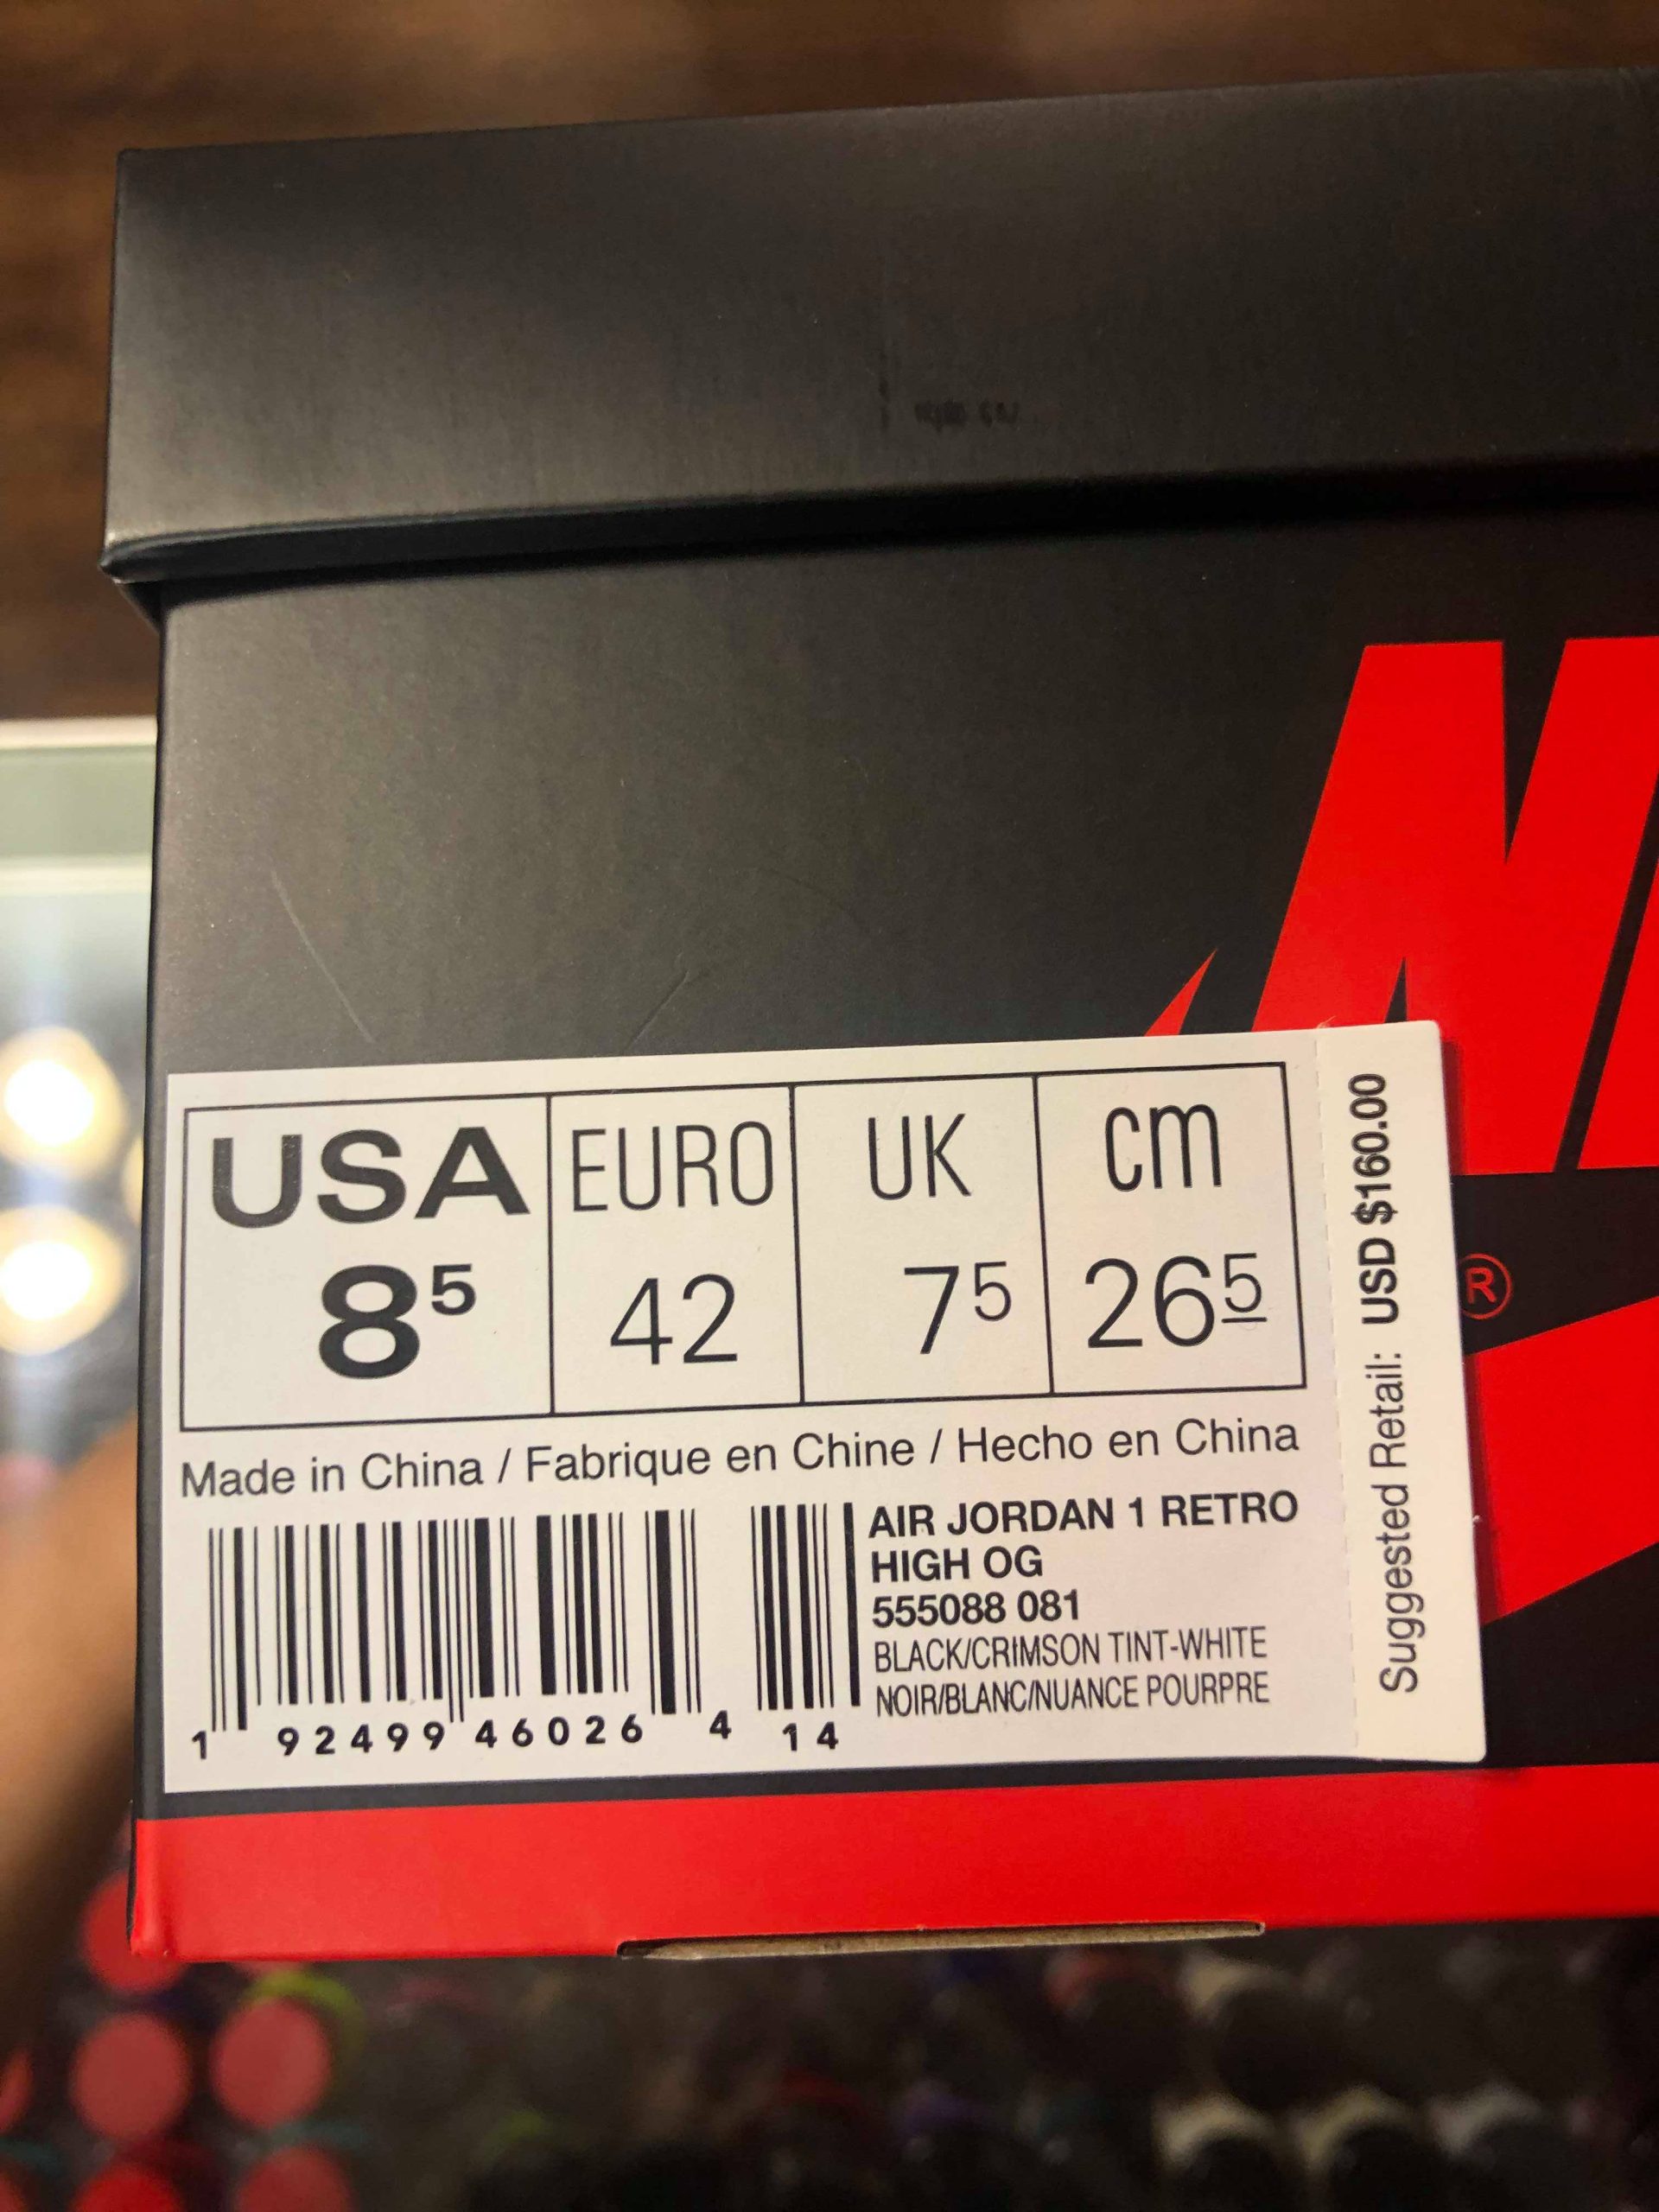 USA EURO UK cm
8⁵ 42 7⁵ 26⁵
Made in China / Fabrique en Chine / Hecho en China
AIR JORDAN 1 RETRO
HIGH OG
555088 081
BLACK/CRIMSON TINT-WHITE
NOIR/BLANC/NUANCE POURPRE
1 92499 46026 4 14
Suggested Retail: USD $160.00
®